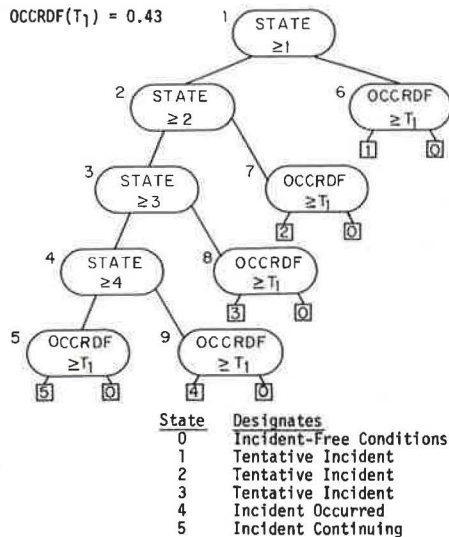 OCCRDF(T1) = 0.43
1
STATE
≥1
2
STATE
≥2
6
OCCRDF
≥T1
1 0
3
STATE
≥3
7
OCCRDF
≥T1
2 0
4
STATE
≥4
8
OCCRDF
≥T1
3 0
5
OCCRDF
≥T1
5 0
9
OCCRDF
≥T1
4 0
State Designates
0 Incident-Free Conditions
1 Tentative Incident
2 Tentative Incident
3 Tentative Incident
4 Incident Occurred
5 Incident Continuing